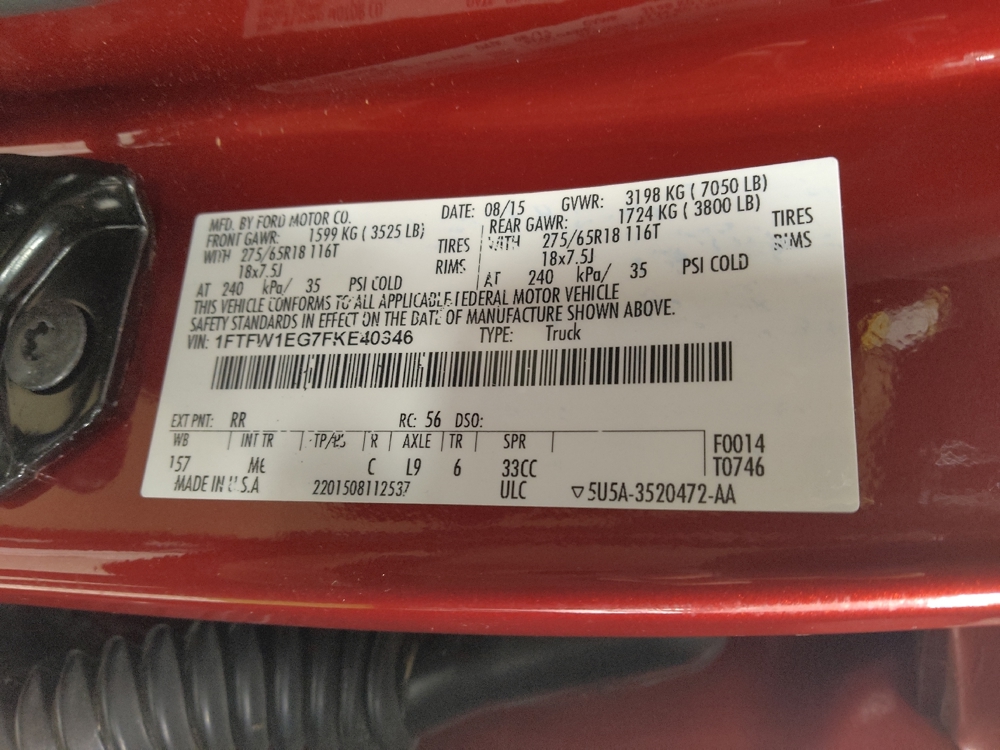 MFD. BY FORD MOTOR CO. DATE: 08/15 GVWR: 3198 KG ( 7050 LB)
FRONT GAWR: 1599 KG ( 3525 LB) REAR GAWR: 1724 KG ( 3800 LB)
WITH 275/65R18 116T TIRES WITH 275/65R18 116T TIRES
18x7.5J RIMS 18x7.5J RIMS
AT 240 kPa/ 35 PSI COLD AT 240 kPa/ 35 PSI COLD
THIS VEHICLE CONFORMS TO ALL APPLICABLE FEDERAL MOTOR VEHICLE
SAFETY STANDARDS IN EFFECT ON THE DATE OF MANUFACTURE SHOWN ABOVE.
VIN: 1FTFW1EG7FKE40346 TYPE: Truck
EXT PNT: RR RC: 56 DSO:
WB INT TR TP/PS R AXLE TR SPR F0014
157 C L9 6 33CC T0746
MADE IN U.S.A 2201508112537 ULC ▽5U5A-3520472-AA